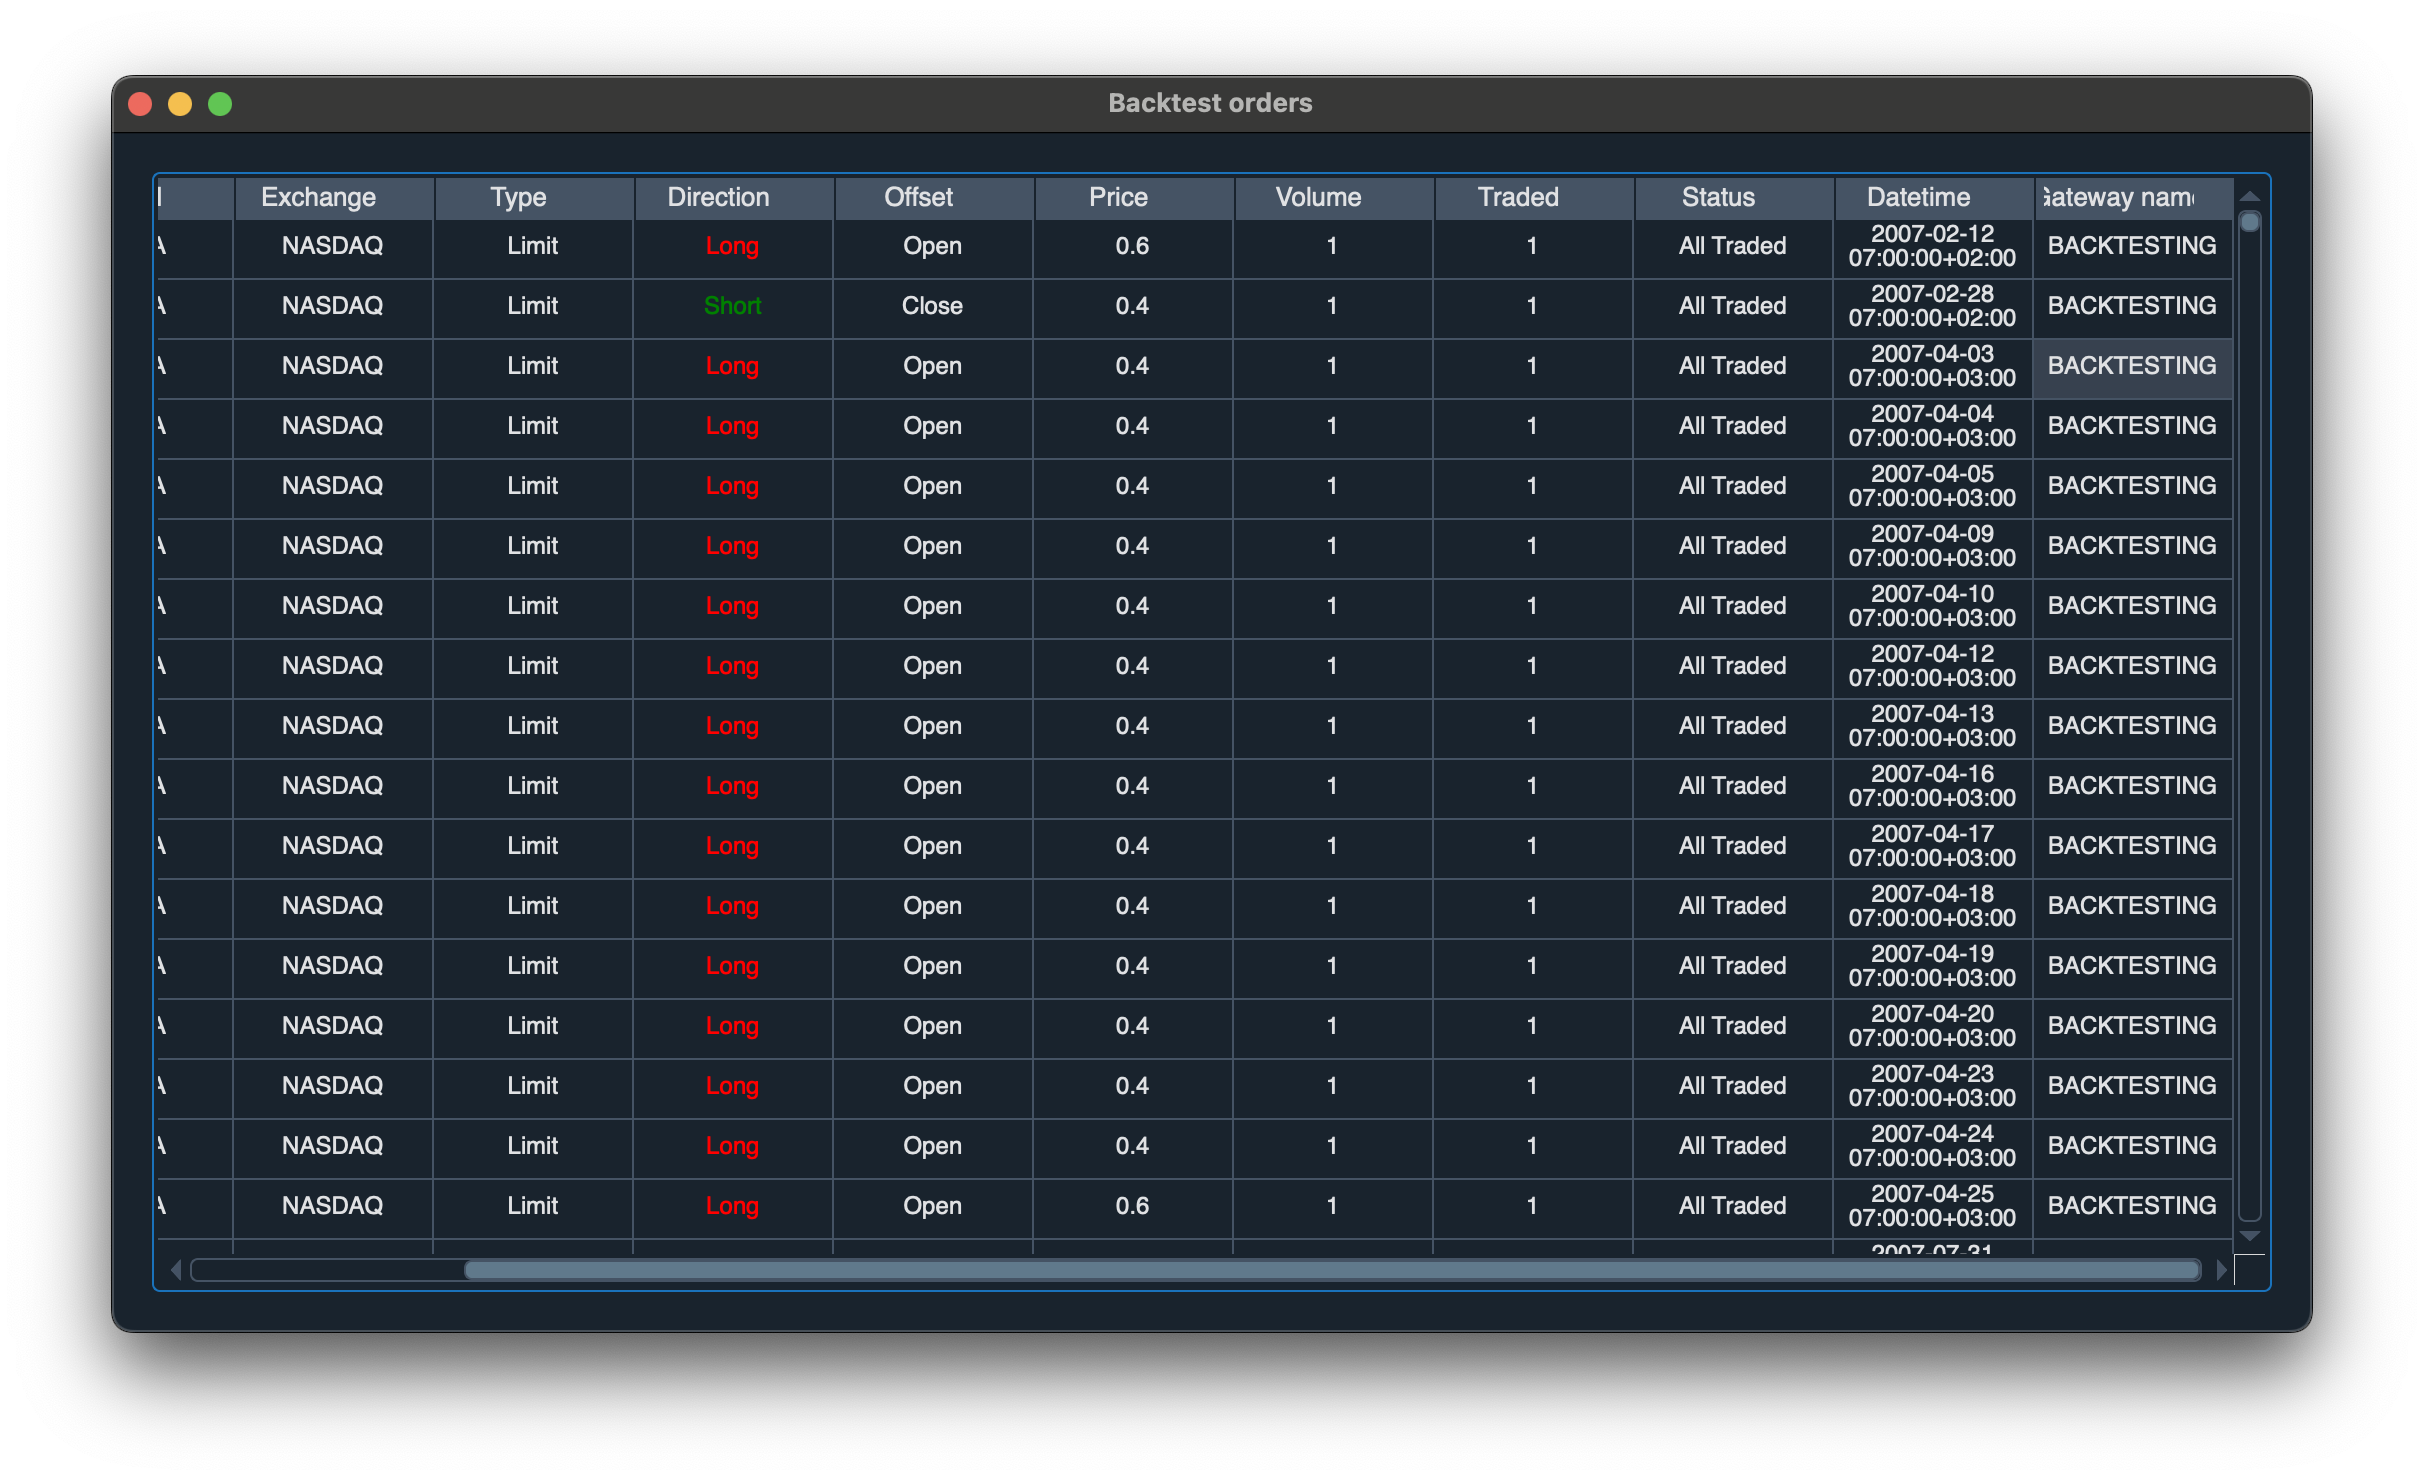 Backtest orders
Exchange Type Direction Offset Price Volume Traded Status Datetime Gateway name
A NASDAQ Limit Long Open 0.6 1 1 All Traded 2007-02-12 07:00:00+02:00 BACKTESTING
A NASDAQ Limit Short Close 0.4 1 1 All Traded 2007-02-28 07:00:00+02:00 BACKTESTING
A NASDAQ Limit Long Open 0.4 1 1 All Traded 2007-04-03 07:00:00+03:00 BACKTESTING
A NASDAQ Limit Long Open 0.4 1 1 All Traded 2007-04-04 07:00:00+03:00 BACKTESTING
A NASDAQ Limit Long Open 0.4 1 1 All Traded 2007-04-05 07:00:00+03:00 BACKTESTING
A NASDAQ Limit Long Open 0.4 1 1 All Traded 2007-04-09 07:00:00+03:00 BACKTESTING
A NASDAQ Limit Long Open 0.4 1 1 All Traded 2007-04-10 07:00:00+03:00 BACKTESTING
A NASDAQ Limit Long Open 0.4 1 1 All Traded 2007-04-12 07:00:00+03:00 BACKTESTING
A NASDAQ Limit Long Open 0.4 1 1 All Traded 2007-04-13 07:00:00+03:00 BACKTESTING
A NASDAQ Limit Long Open 0.4 1 1 All Traded 2007-04-16 07:00:00+03:00 BACKTESTING
A NASDAQ Limit Long Open 0.4 1 1 All Traded 2007-04-17 07:00:00+03:00 BACKTESTING
A NASDAQ Limit Long Open 0.4 1 1 All Traded 2007-04-18 07:00:00+03:00 BACKTESTING
A NASDAQ Limit Long Open 0.4 1 1 All Traded 2007-04-19 07:00:00+03:00 BACKTESTING
A NASDAQ Limit Long Open 0.4 1 1 All Traded 2007-04-20 07:00:00+03:00 BACKTESTING
A NASDAQ Limit Long Open 0.4 1 1 All Traded 2007-04-23 07:00:00+03:00 BACKTESTING
A NASDAQ Limit Long Open 0.4 1 1 All Traded 2007-04-24 07:00:00+03:00 BACKTESTING
A NASDAQ Limit Long Open 0.6 1 1 All Traded 2007-04-25 07:00:00+03:00 BACKTESTING
2007-07-31